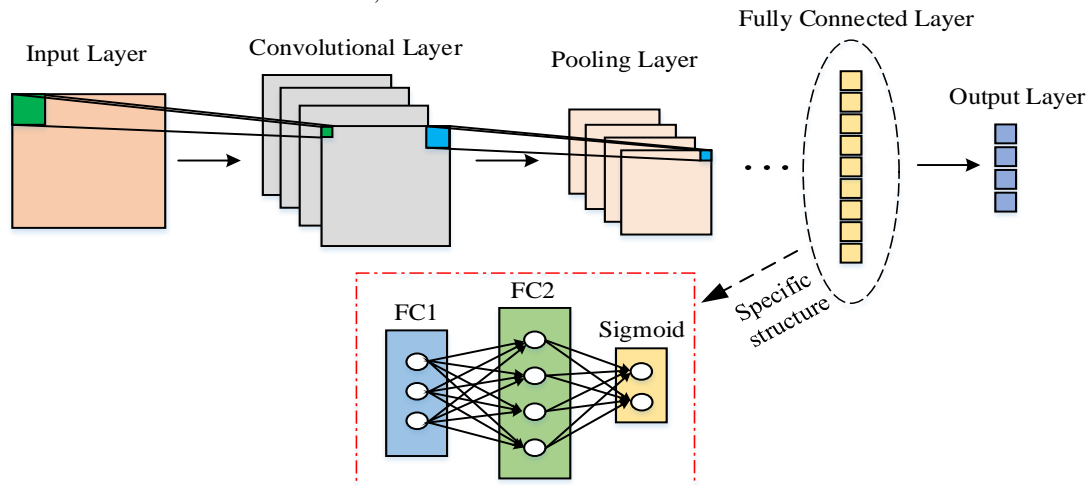 Fully Connected Layer
Input Layer
Convolutional Layer
Pooling Layer
Output Layer
Specific
structure
FC1
FC2
Sigmoid